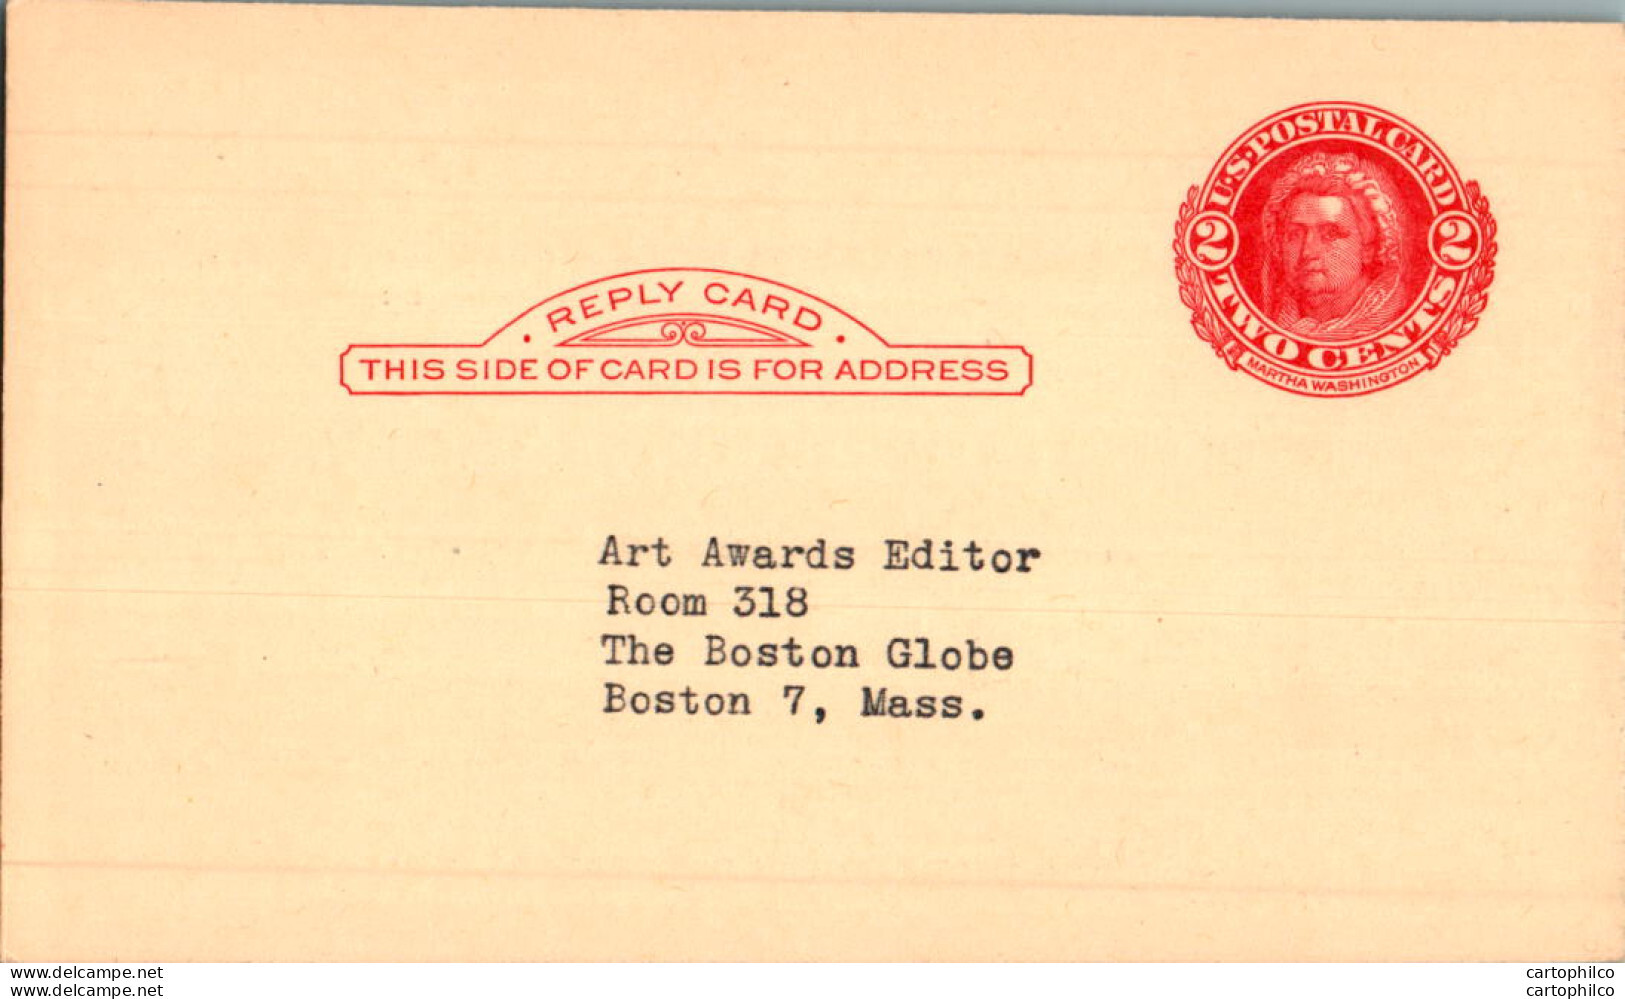 U·S·POSTAL CARD
2 2
TWO CENTS
MARTHA WASHINGTON
· REPLY CARD ·
THIS SIDE OF CARD IS FOR ADDRESS
Art Awards Editor
Room 318
The Boston Globe
Boston 7, Mass.
www.delcampe.net cartophilco
www.delcampe.net cartophilco